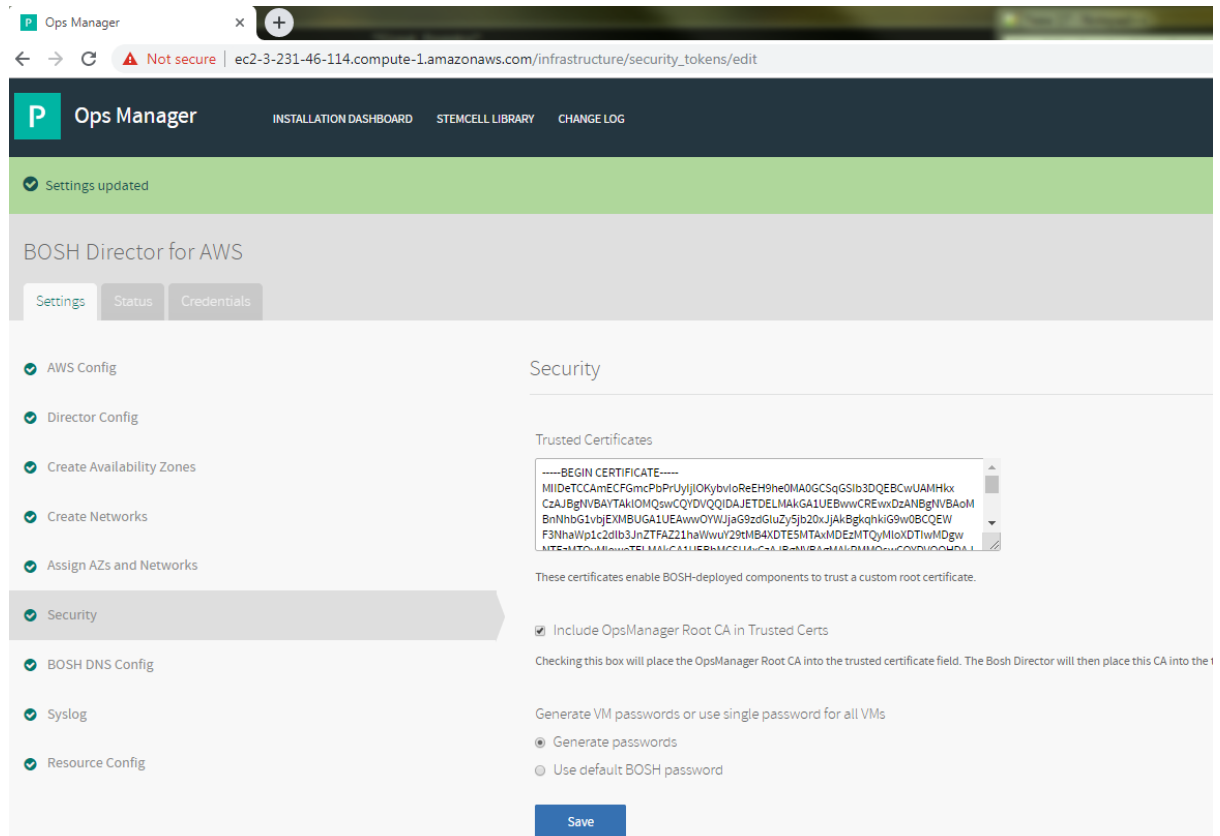 P Ops Manager × +
Not secure | ec2-3-231-46-114.compute-1.amazonaws.com/infrastructure/security_tokens/edit
P Ops Manager INSTALLATION DASHBOARD STEMCELL LIBRARY CHANGE LOG
Settings updated
BOSH Director for AWS
Settings Status Credentials
AWS Config
Director Config
Create Availability Zones
Create Networks
Assign AZs and Networks
Security
BOSH DNS Config
Syslog
Resource Config
Security
Trusted Certificates
-----BEGIN CERTIFICATE-----
MIIDeTCCAmECFGmcPbPrUyljlOKybvIoReEH9he0MA0GCSqGSIb3DQEBCwUAMHkx
CzAJBgNVBAYTAklOMQswCQYDVQQIDAJETDELMAkGA1UEBwwCREwxDzANBgNVBAoM
BnNhbG1vbjEXMBUGA1UEAwwOYWJjaG9zdGluZy5jb20xJjAkBgkqhkiG9w0BCQEW
F3NhaWp1c2dlb3JnZTFAZ21haWwuY29tMB4XDTE5MTAxMDEzMTQyMloXDTIwMDgw
These certificates enable BOSH-deployed components to trust a custom root certificate.
Include OpsManager Root CA in Trusted Certs
Checking this box will place the OpsManager Root CA into the trusted certificate field. The Bosh Director will then place this CA into the
Generate VM passwords or use single password for all VMs
Generate passwords
Use default BOSH password
Save